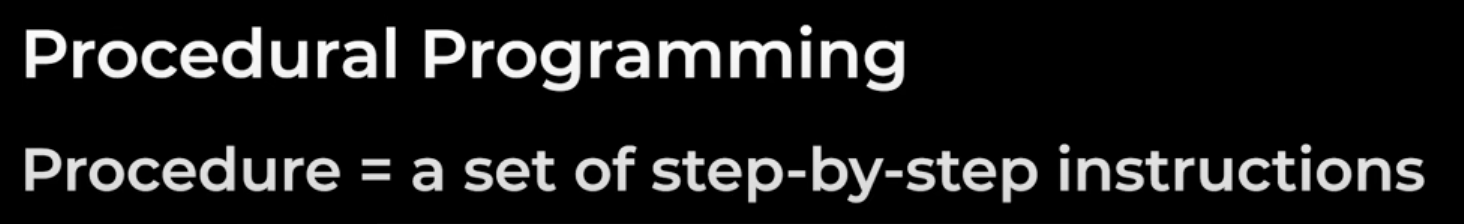 Procedural Programming
Procedure = a set of step-by-step instructions